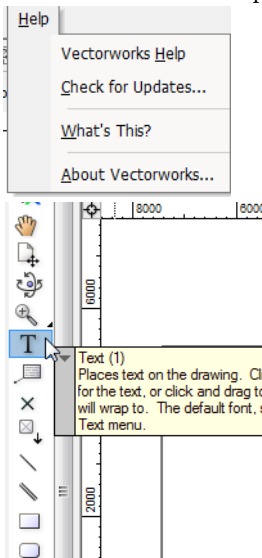 Help
Vectorworks Help
Check for Updates...
What's This?
About Vectorworks...
8000
6000
T
Text (1)
Places text on the drawing. Cl
for the text, or click and drag to
will wrap to. The default font,
Text menu.
2000